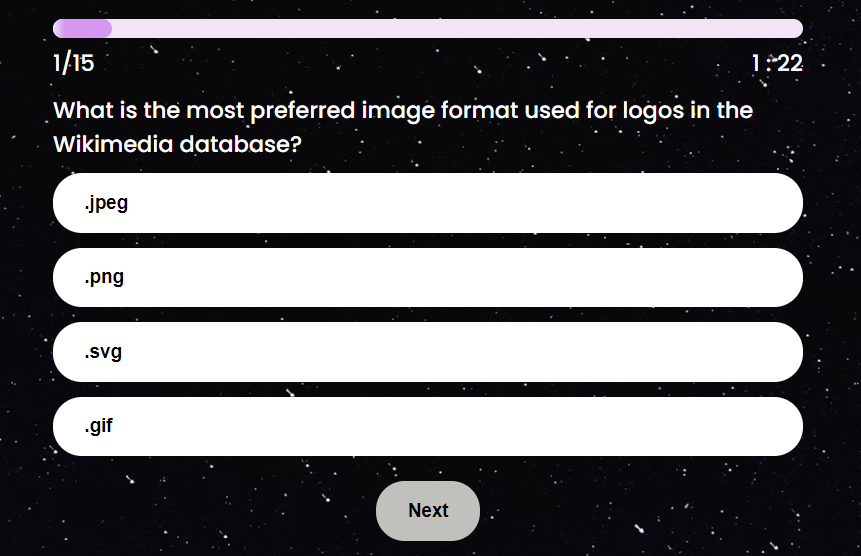 1/15
1 : 22
What is the most preferred image format used for logos in the
Wikimedia database?
.jpeg
.png
.svg
.gif
Next